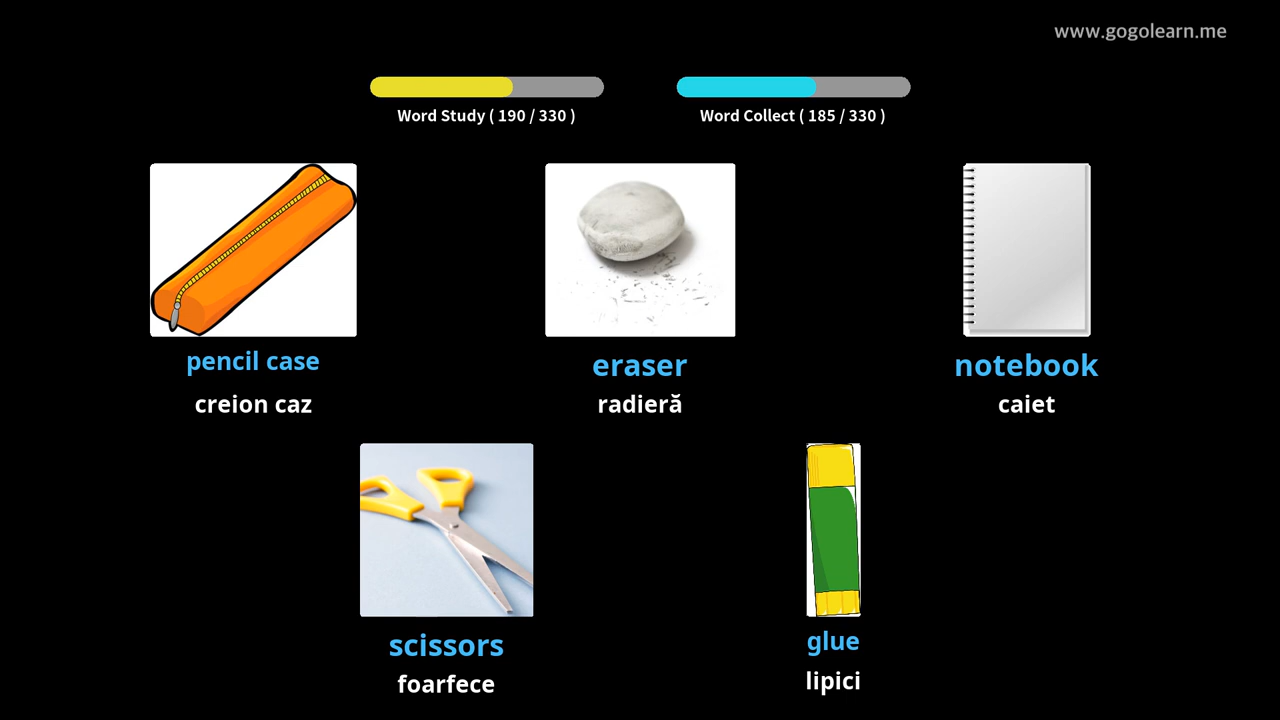 www.gogolearn.me
Word Study ( 190 / 330 )
Word Collect ( 185 / 330 )
pencil case
creion caz
eraser
radieră
notebook
caiet
scissors
foarfece
glue
lipici